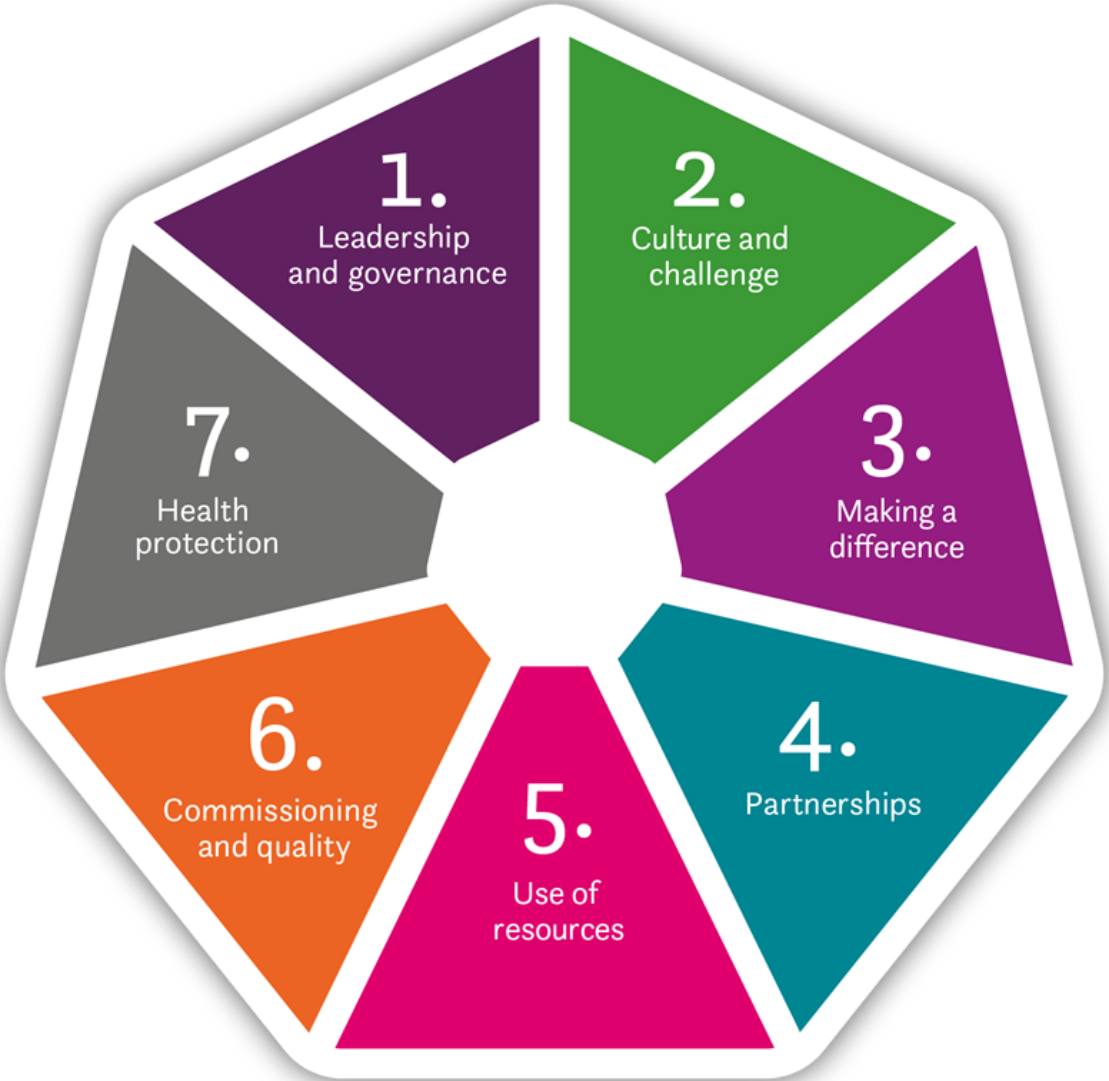 1.
Leadership
and governance
2.
Culture and
challenge
3.
Making a
difference
4.
Partnerships
5.
Use of
resources
6.
Commissioning
and quality
7.
Health
protection